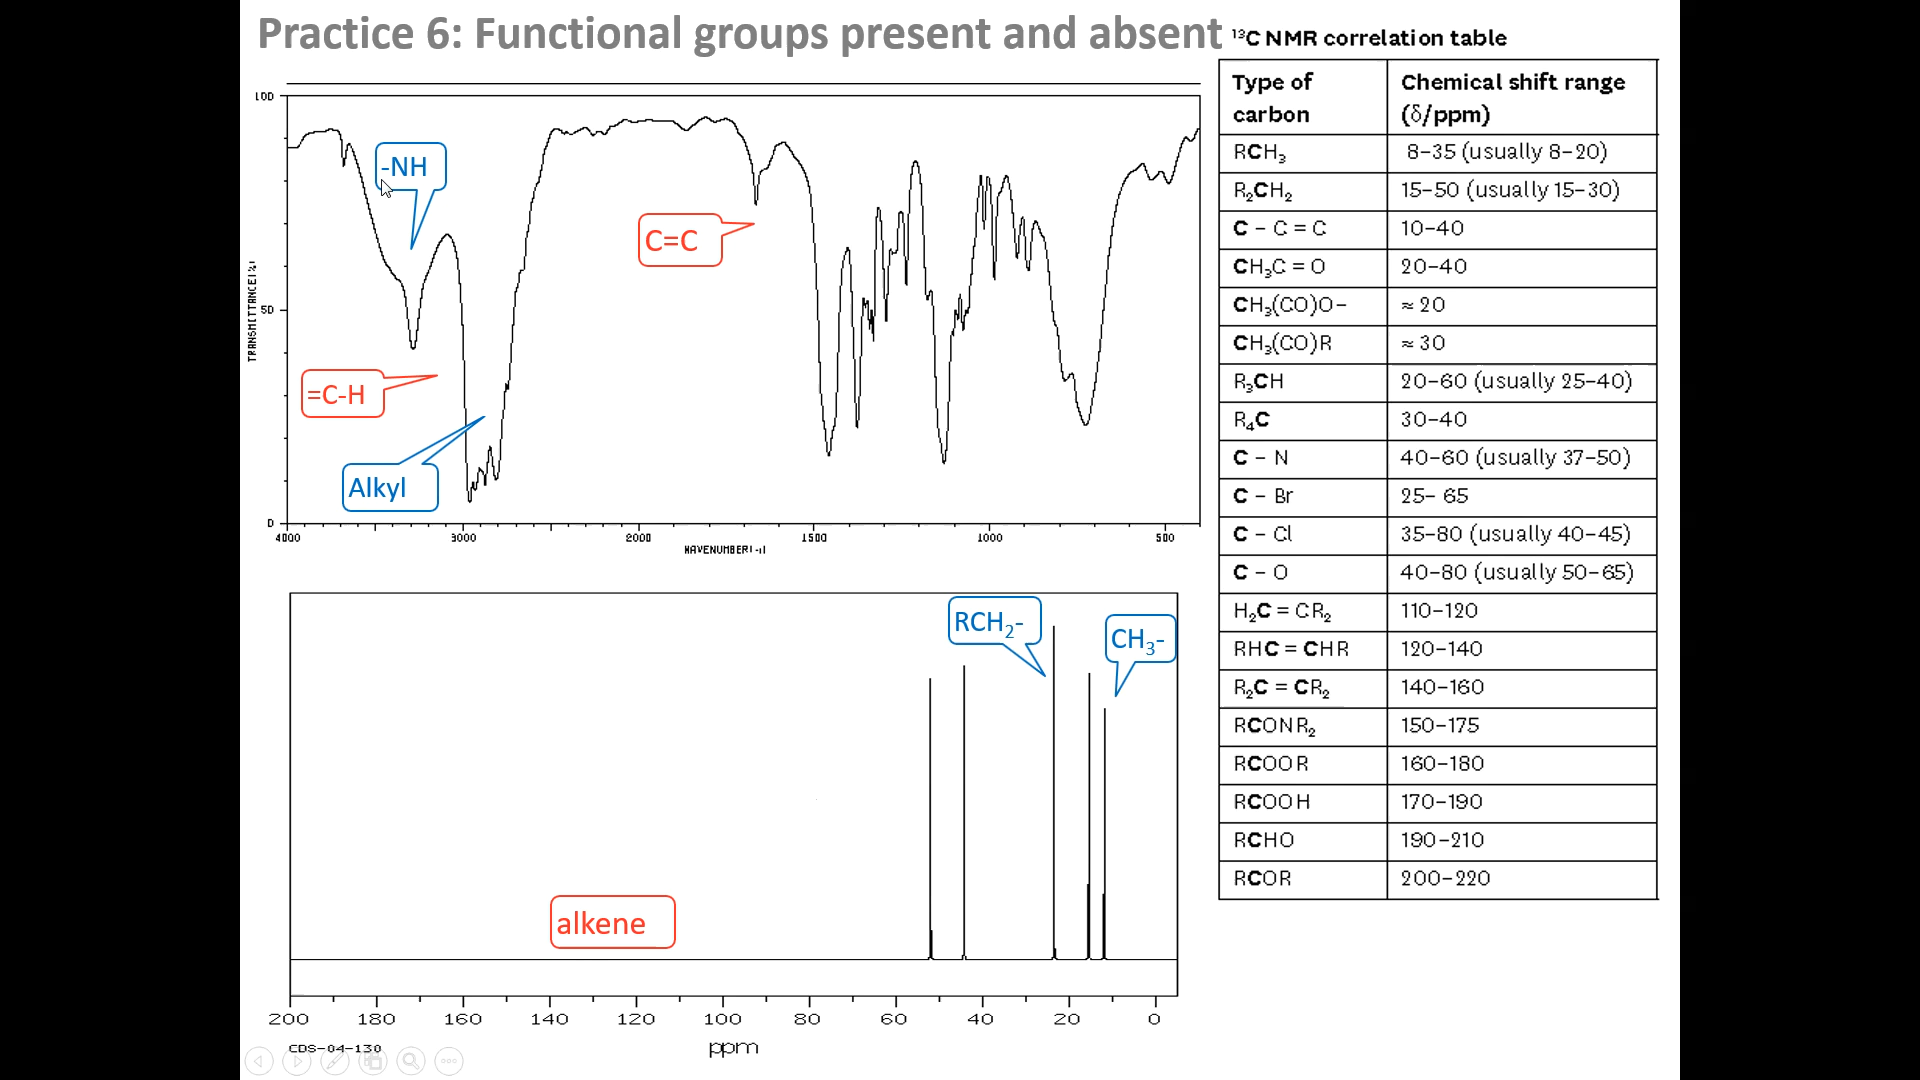 Practice 6: Functional groups present and absent
100
50
0
TRANSMITTANCE(%)
-NH
C=C
=C-H
Alkyl
4000 3000 2000 1500 1000 500
RCH₂-
CH₃-
alkene
200 180 160 140 120 100 80 60 40 20 0
ppm
CDS-04-130
¹³C NMR correlation table
Type of carbon Chemical shift range (δ/ppm)
RCH₃ 8–35 (usually 8–20)
R₂CH₂ 15–50 (usually 15–30)
C – C = C 10–40
CH₃C = O 20–40
CH₃(CO)O– ≈ 20
CH₃(CO)R ≈ 30
R₃CH 20–60 (usually 25–40)
R₄C 30–40
C – N 40–60 (usually 37–50)
C – Br 25– 65
C – Cl 35–80 (usually 40–45)
C – O 40–80 (usually 50–65)
H₂C = CR₂ 110–120
RHC = CHR 120–140
R₂C = CR₂ 140–160
RCONR₂ 150–175
RCOOR 160–180
RCOOH 170–190
RCHO 190–210
RCOR 200–220